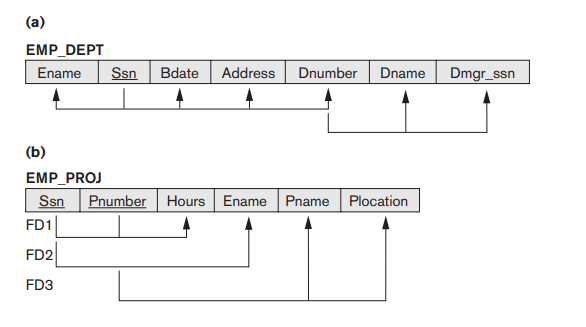 (a)
EMP_DEPT
Ename Ssn Bdate Address Dnumber Dname Dmgr_ssn
(b)
EMP_PROJ
Ssn Pnumber Hours Ename Pname Plocation
FD1
FD2
FD3